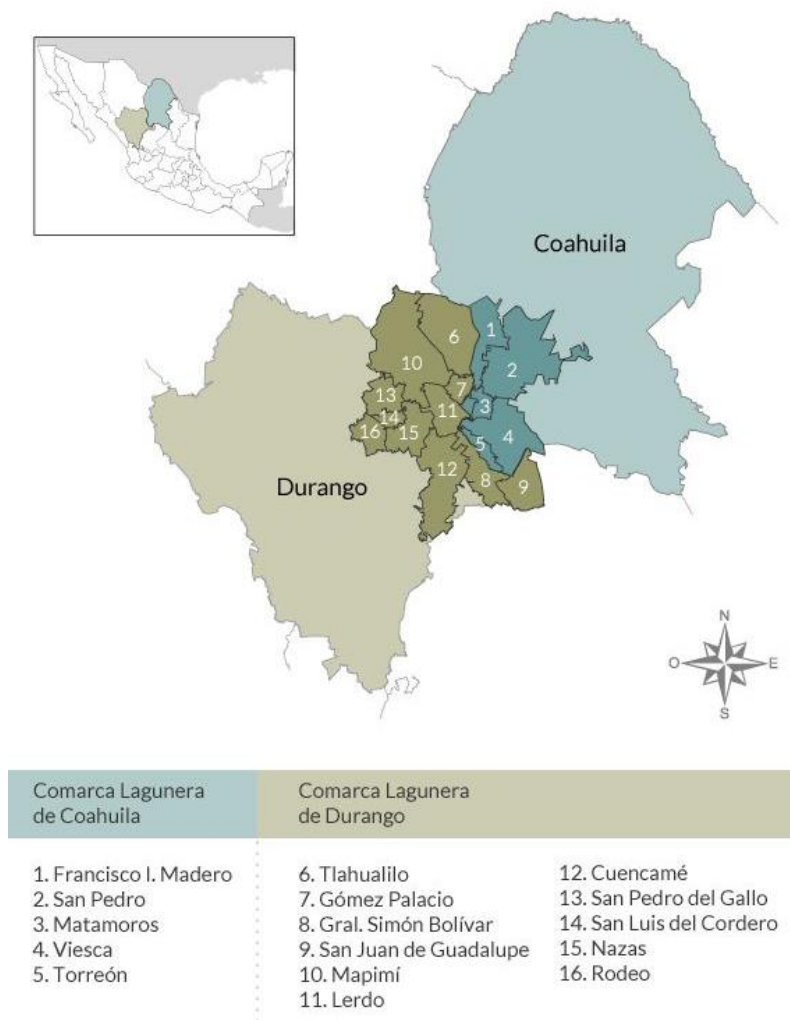 Coahuila
1
6
2
10
7
13
3
11
14
4
16
15
5
12
8
9
Durango
N
O
E
S
Comarca Lagunera
de Coahuila
Comarca Lagunera
de Durango
1. Francisco I. Madero
2. San Pedro
3. Matamoros
4. Viesca
5. Torreón
6. Tlahualilo
7. Gómez Palacio
8. Gral. Simón Bolívar
9. San Juan de Guadalupe
10. Mapimí
11. Lerdo
12. Cuencamé
13. San Pedro del Gallo
14. San Luis del Cordero
15. Nazas
16. Rodeo